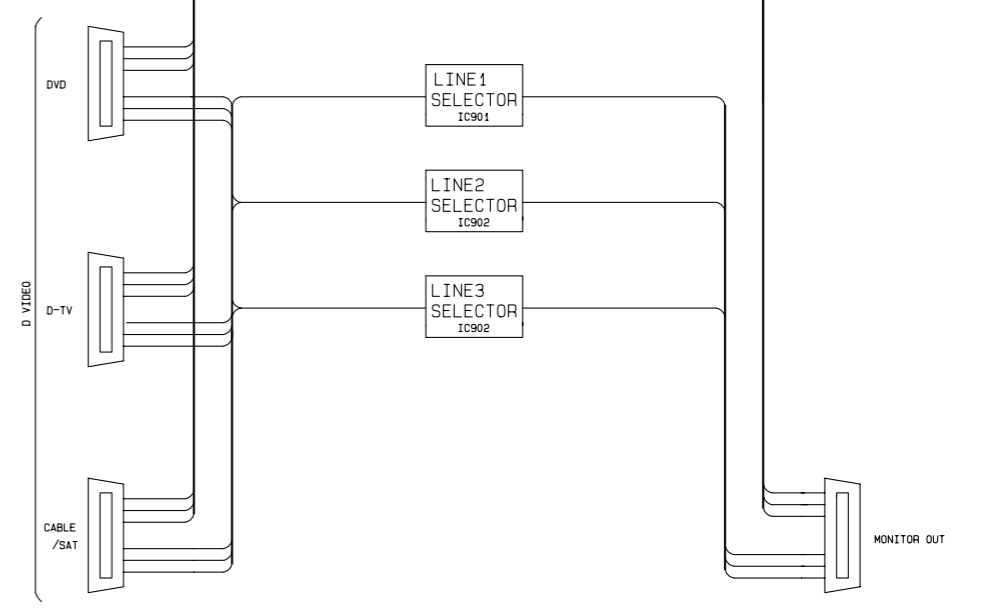 DVD
LINE1
SELECTOR
IC901
LINE2
SELECTOR
IC902
D VIDEO
D-TV
LINE3
SELECTOR
IC902
CABLE
/SAT
MONITOR OUT